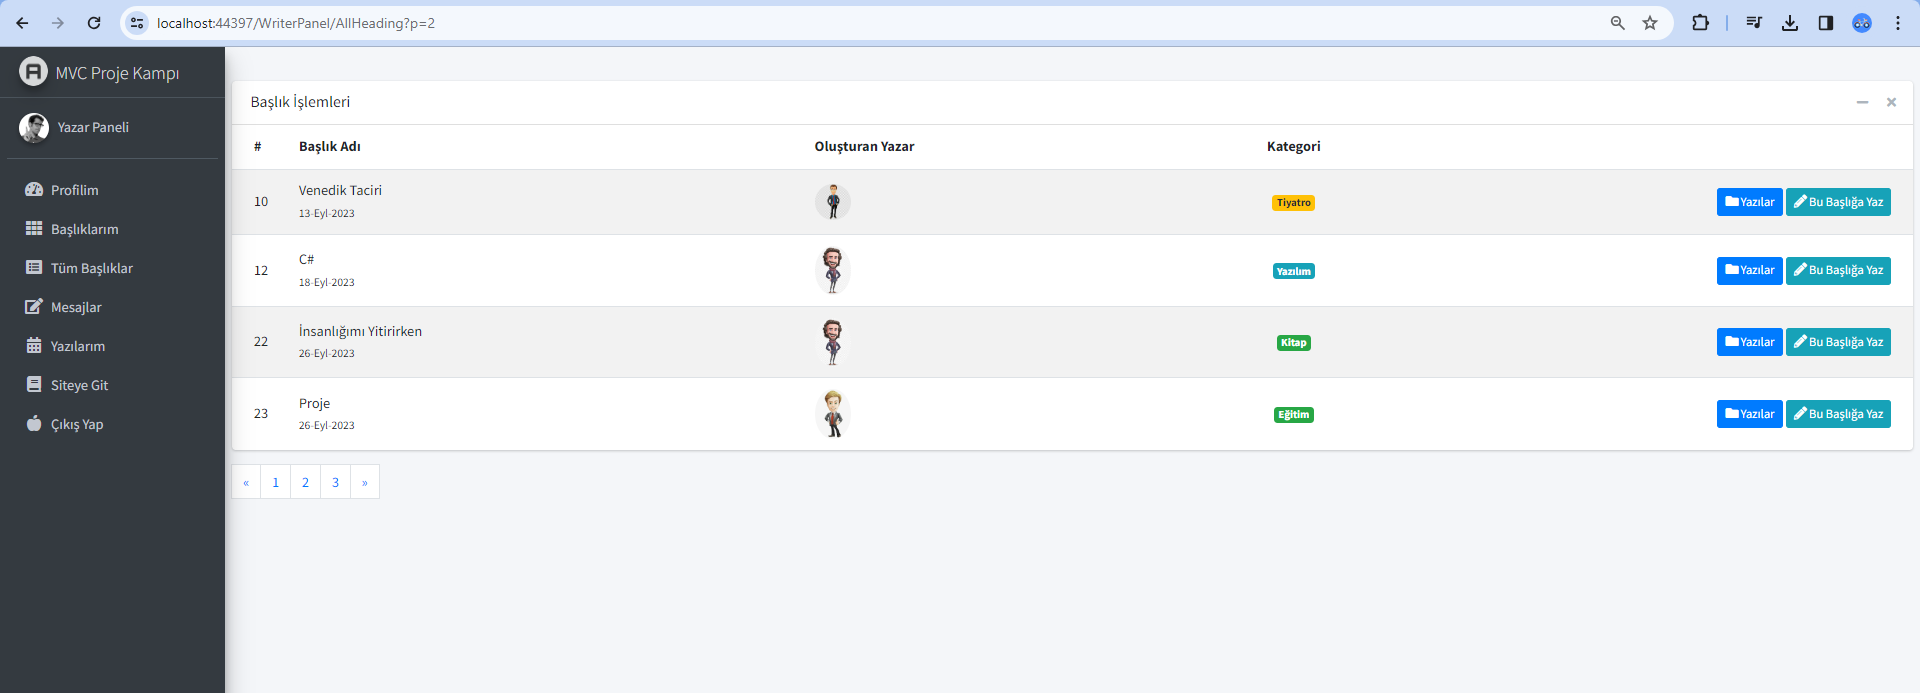 localhost:44397/WriterPanel/AllHeading?p=2
MVC Proje Kampı
Yazar Paneli
Profilim
Başlıklarım
Tüm Başlıklar
Mesajlar
Yazılarım
Siteye Git
Çıkış Yap
Başlık İşlemleri
# Başlık Adı Oluşturan Yazar Kategori
10 Venedik Taciri Tiyatro Yazılar Bu Başlığa Yaz
13-Eyl-2023
12 C# Yazılım Yazılar Bu Başlığa Yaz
18-Eyl-2023
22 İnsanlığımı Yitirirken Kitap Yazılar Bu Başlığa Yaz
26-Eyl-2023
23 Proje Eğitim Yazılar Bu Başlığa Yaz
26-Eyl-2023
« 1 2 3 »